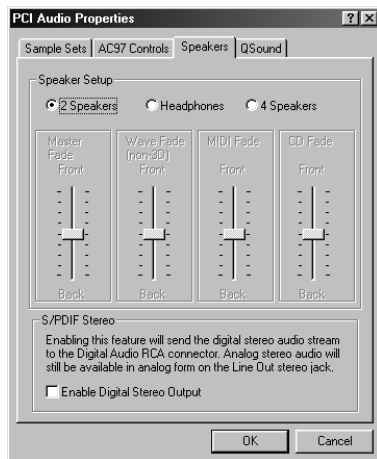 PCI Audio Properties
Sample Sets AC97 Controls Speakers QSound
Speaker Setup
2 Speakers Headphones 4 Speakers
Master Fade Wave Fade (non-3D) MIDI Fade CD Fade
Front Front Front Front
Back Back Back Back
S/PDIF Stereo
Enabling this feature will send the digital stereo audio stream
to the Digital Audio RCA connector. Analog stereo audio will
still be available in analog form on the Line Out stereo jack.
Enable Digital Stereo Output
OK Cancel